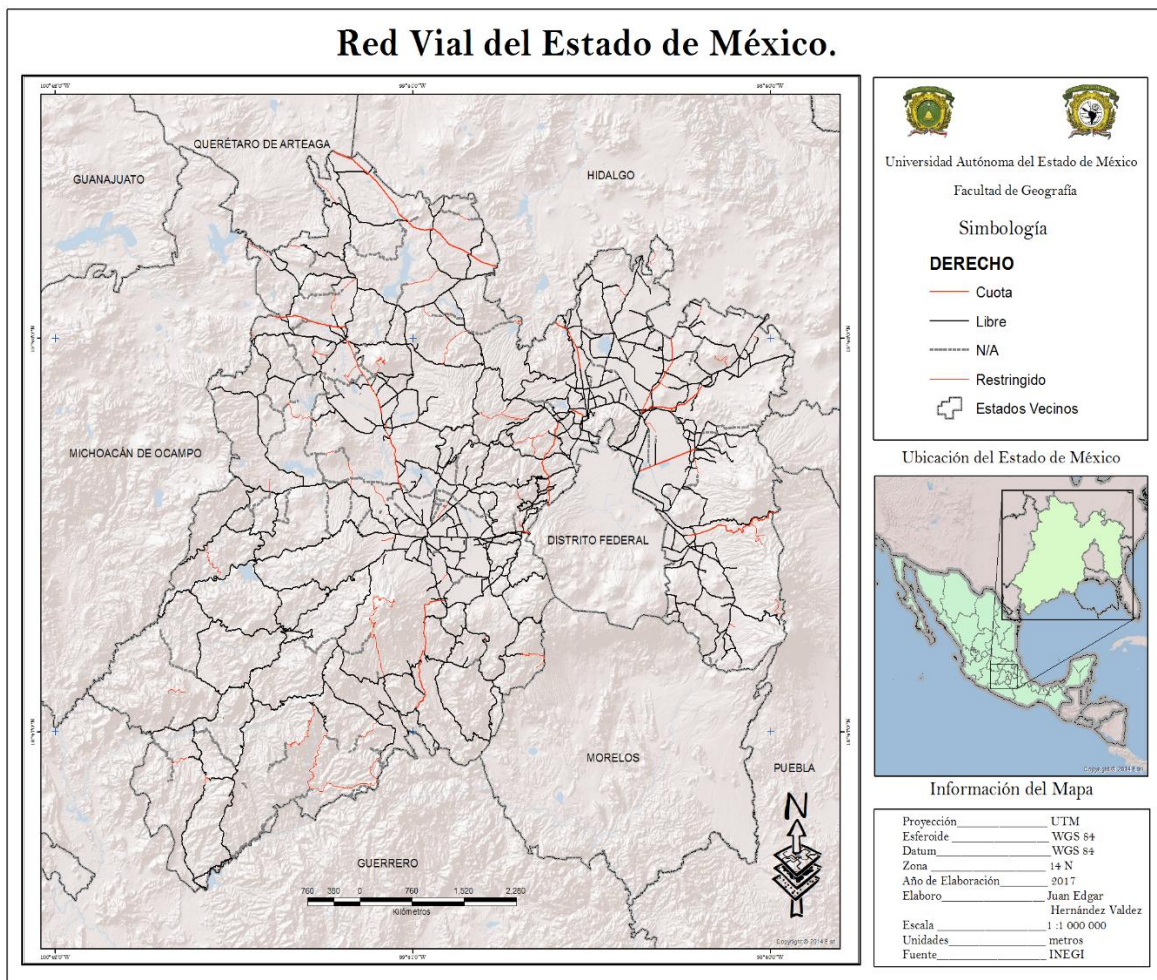 Red Vial del Estado de México.
QUERÉTARO DE ARTEAGA
GUANAJUATO
HIDALGO
MICHOACÁN DE OCAMPO
DISTRITO FEDERAL
MORELOS
PUEBLA
GUERRERO
N
760 380 0 760 1,520 2,280
Kilómetros
Universidad Autónoma del Estado de México
Facultad de Geografía
Simbología
DERECHO
Cuota
Libre
N/A
Restringido
Estados Vecinos
Ubicación del Estado de México
Información del Mapa
Proyección UTM
Esferoide WGS 84
Datum WGS 84
Zona 14 N
Año de Elaboración 2017
Elaboro Juan Edgar
Hernández Valdez
Escala 1 :1 000 000
Unidades metros
Fuente INEGI